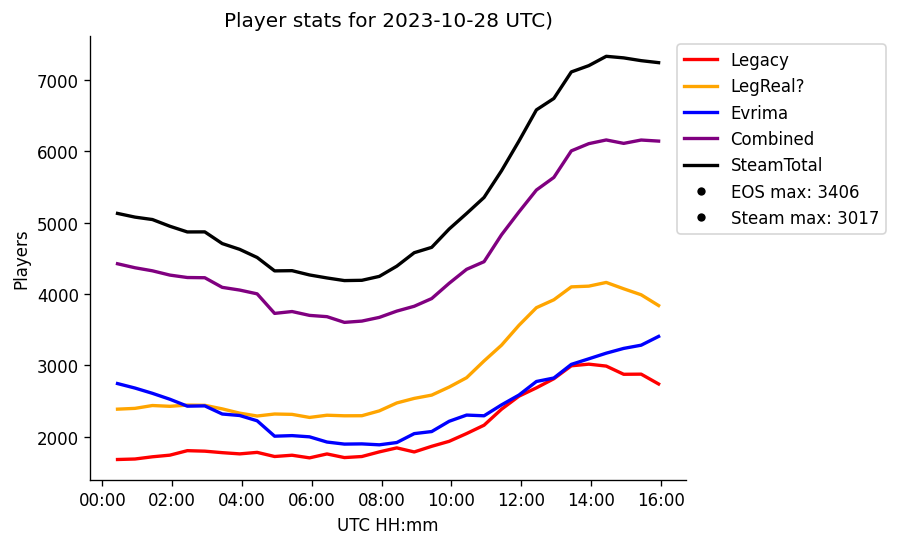 Player stats for 2023-10-28 UTC)
Players
7000
6000
5000
4000
3000
2000
00:00 02:00 04:00 06:00 08:00 10:00 12:00 14:00 16:00
UTC HH:mm
Legacy
LegReal?
Evrima
Combined
SteamTotal
EOS max: 3406
Steam max: 3017